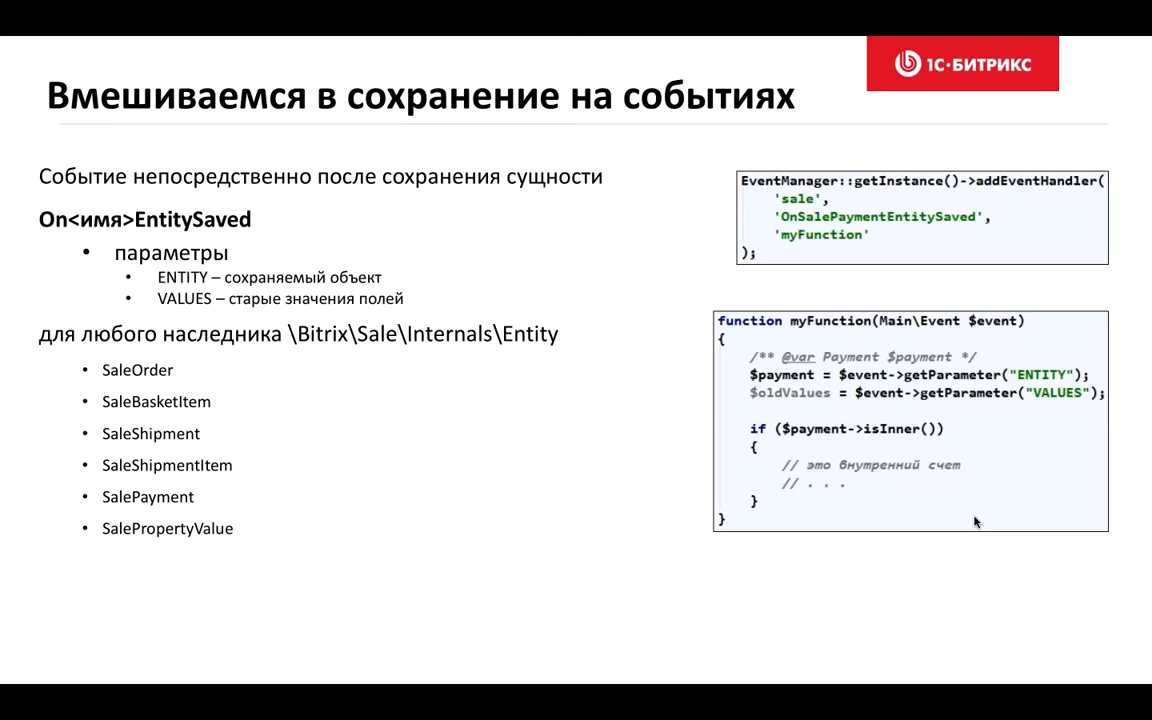 1С·БИТРИКС
Вмешиваемся в сохранение на событиях
Событие непосредственно после сохранения сущности
On<имя>EntitySaved
• параметры
• ENTITY – сохраняемый объект
• VALUES – старые значения полей
для любого наследника \Bitrix\Sale\Internals\Entity
• SaleOrder
• SaleBasketItem
• SaleShipment
• SaleShipmentItem
• SalePayment
• SalePropertyValue
EventManager::getInstance()->addEventHandler(
'sale',
'OnSalePaymentEntitySaved',
'myFunction'
);
function myFunction(Main\Event $event)
{
/** @var Payment $payment */
$payment = $event->getParameter("ENTITY");
$oldValues = $event->getParameter("VALUES");
if ($payment->isInner())
{
// это внутренний счет
// . . .
}
}